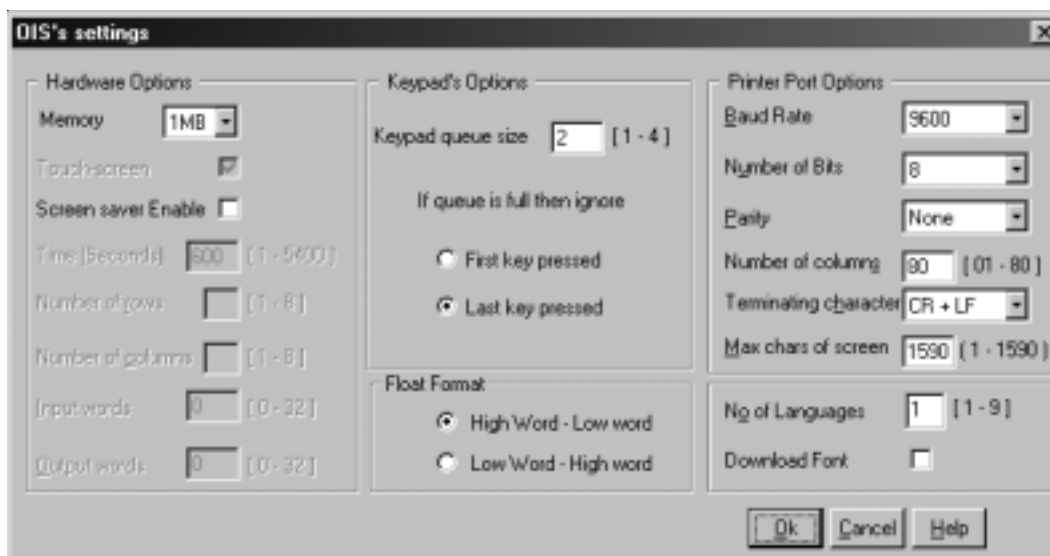 OIS's settings
Hardware Options
Memory 1MB
Touch-screen
Screen saver Enable
Time (Seconds) 600 [ 1 - 5400 ]
Number of rows [ 1 - 8 ]
Number of columns [ 1 - 8 ]
Input words 0 [ 0 - 32 ]
Output words 0 [ 0 - 32 ]
Keypad's Options
Keypad queue size 2 [ 1 - 4 ]
If queue is full then ignore
First key pressed
Last key pressed
Float Format
High Word - Low word
Low Word - High word
Printer Port Options
Baud Rate 9600
Number of Bits 8
Parity None
Number of columns 80 [ 01 - 80 ]
Terminating character CR + LF
Max chars of screen 1590 ( 1 - 1590 )
No of Languages 1 [ 1 - 9 ]
Download Font
Ok Cancel Help